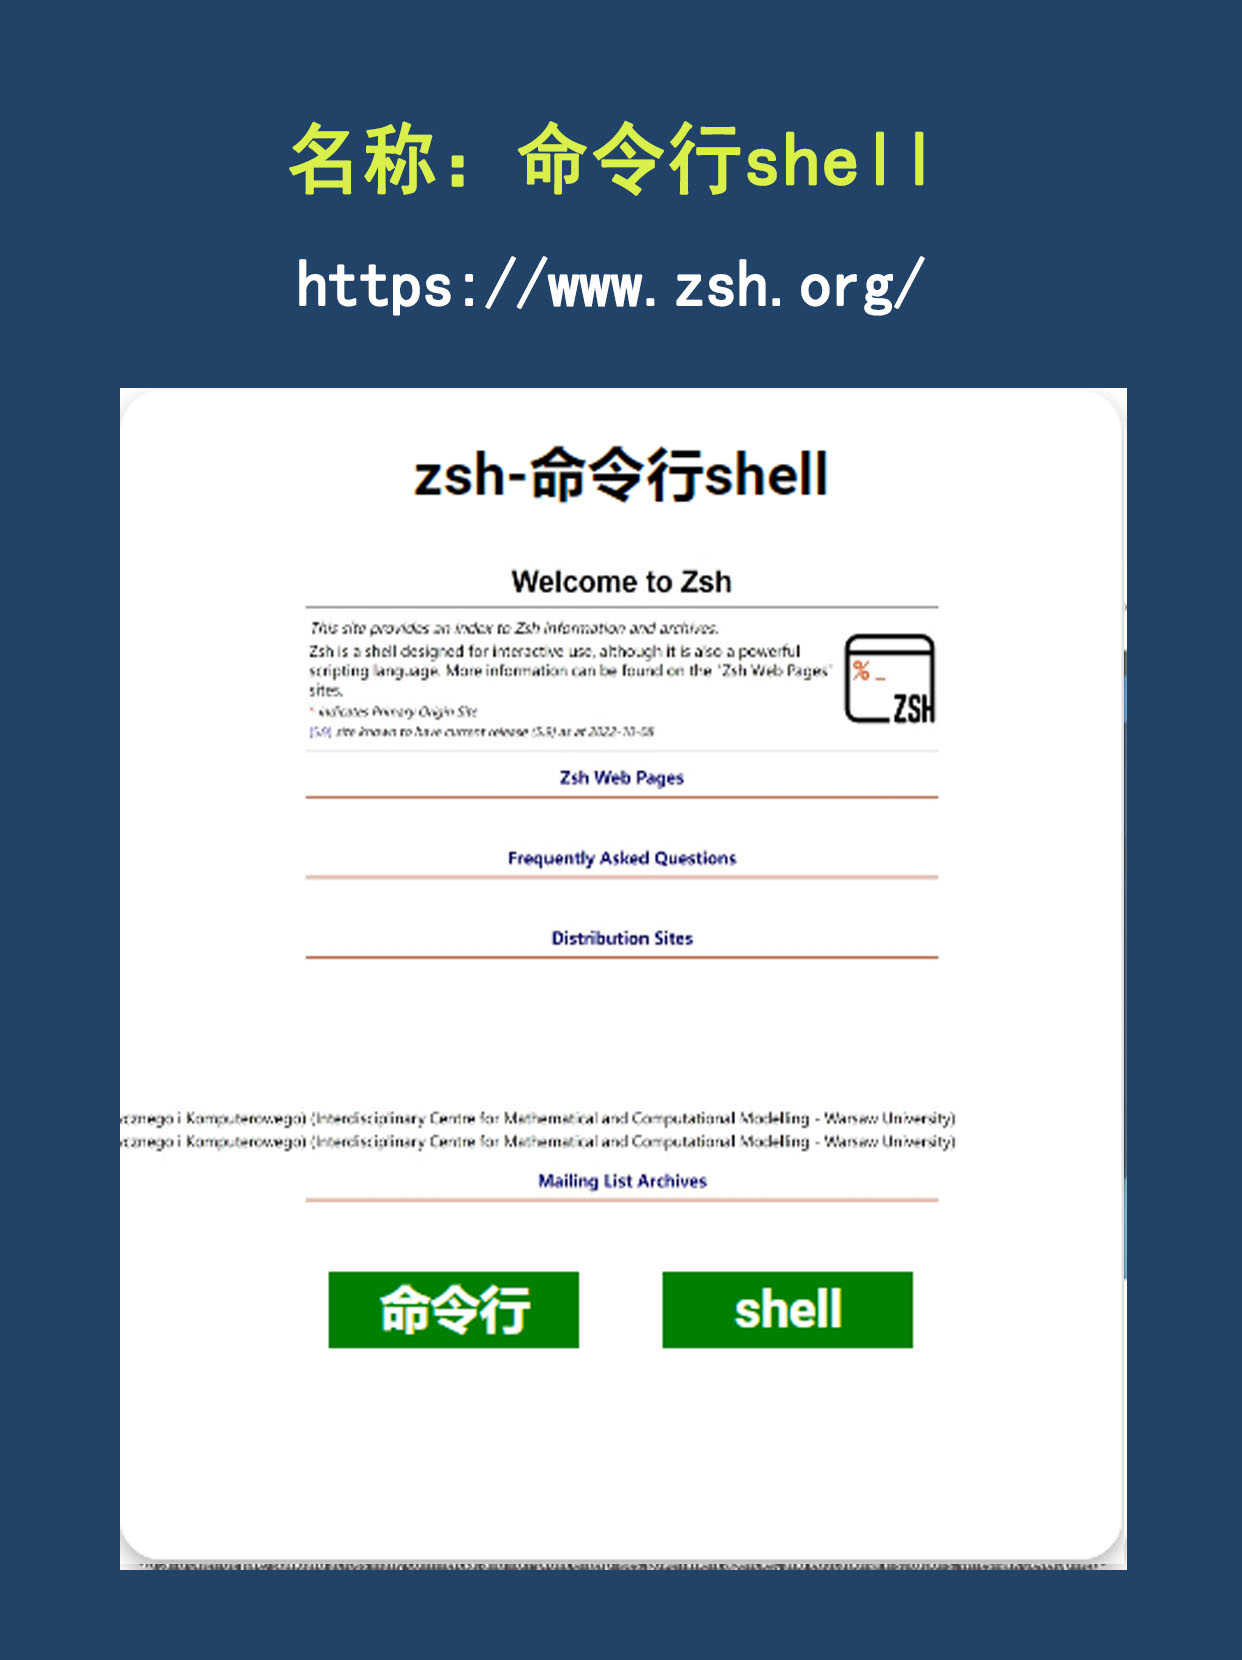 名称：命令行shell
https://www.zsh.org/
zsh-命令行shell
Welcome to Zsh
This site provides an index to Zsh information and archives.
Zsh is a shell designed for interactive use, although it is also a powerful
scripting language. More information can be found on the "Zsh Web Pages"
sites.
* indicates Primary Origin Site
(5.9) site known to have current release (5.9) as at 2022-10-08
% _
ZSH
Zsh Web Pages
Frequently Asked Questions
Distribution Sites
ycznego i Komputerowego) (Interdisciplinary Centre for Mathematical and Computational Modelling - Warsaw University)
ycznego i Komputerowego) (Interdisciplinary Centre for Mathematical and Computational Modelling - Warsaw University)
Mailing List Archives
命令行 shell